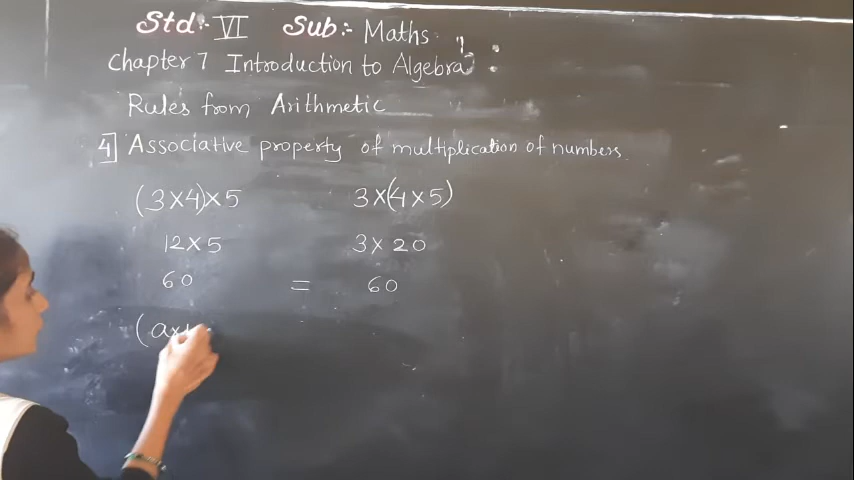 Std:- VI Sub:- Maths
Chapter 7 Introduction to Algebra
Rules from Arithmetic
4] Associative property of multiplication of numbers.
(3×4)×5 3×(4×5)
12×5 3×20
60 = 60
(a×